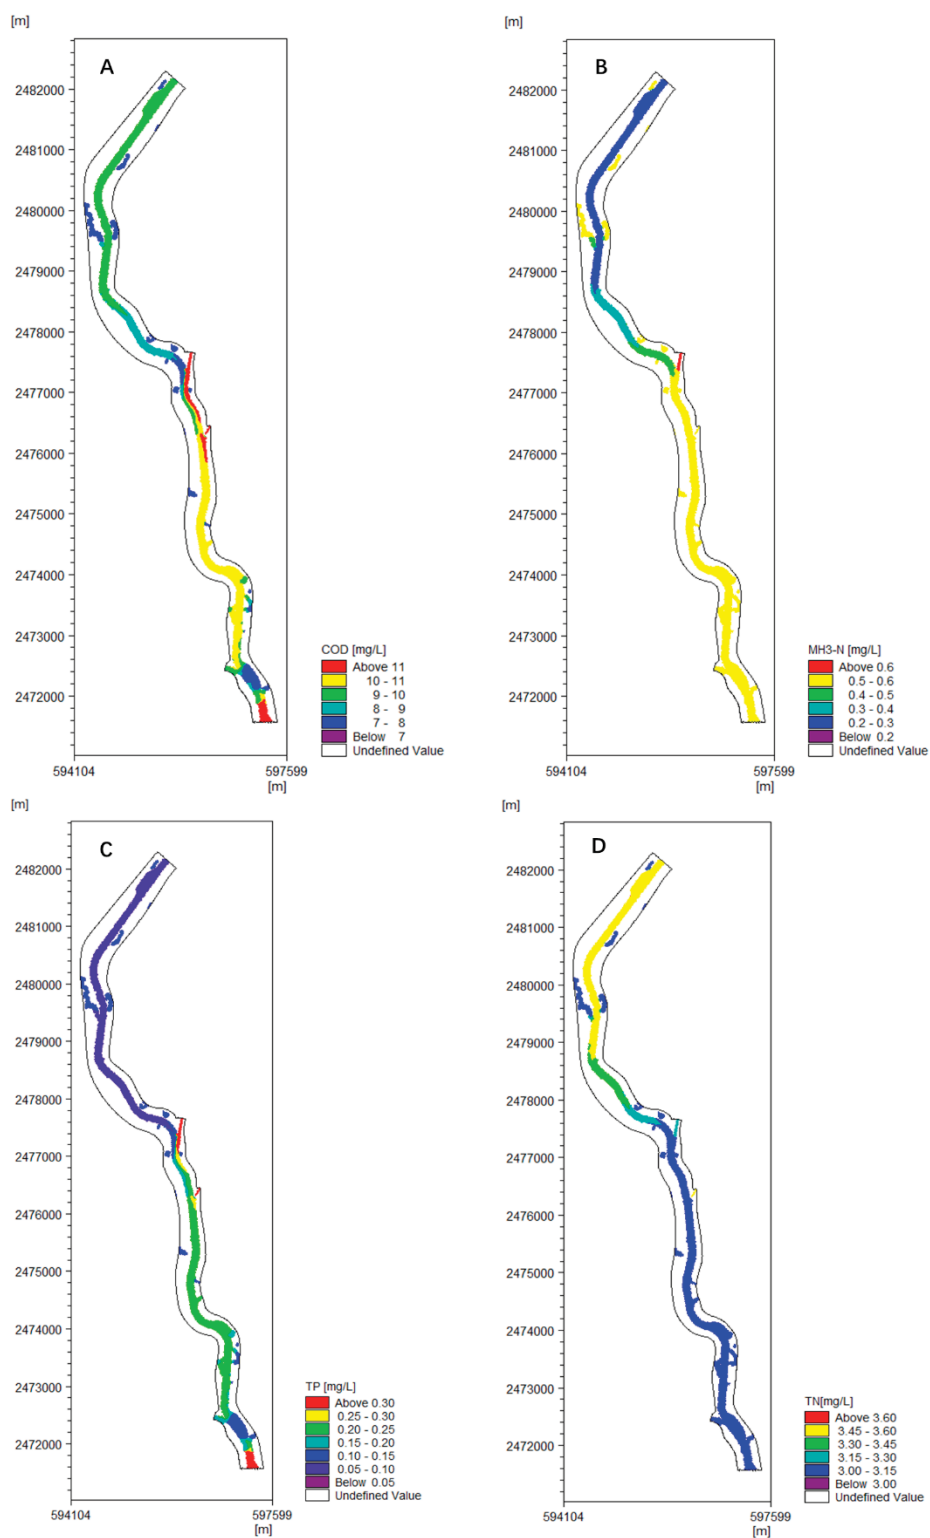 [m]
A
2482000
2481000
2480000
2479000
2478000
2477000
2476000
2475000
2474000
2473000
2472000
COD [mg/L]
Above 11
10 - 11
9 - 10
8 - 9
7 - 8
Below 7
Undefined Value
594104
597599
[m]
[m]
B
2482000
2481000
2480000
2479000
2478000
2477000
2476000
2475000
2474000
2473000
2472000
MH3-N [mg/L]
Above 0.6
0.5 - 0.6
0.4 - 0.5
0.3 - 0.4
0.2 - 0.3
Below 0.2
Undefined Value
594104
597599
[m]
[m]
C
2482000
2481000
2480000
2479000
2478000
2477000
2476000
2475000
2474000
2473000
2472000
TP [mg/L]
Above 0.30
0.25 - 0.30
0.20 - 0.25
0.15 - 0.20
0.10 - 0.15
0.05 - 0.10
Below 0.05
Undefined Value
594104
597599
[m]
[m]
D
2482000
2481000
2480000
2479000
2478000
2477000
2476000
2475000
2474000
2473000
2472000
TN[mg/L]
Above 3.60
3.45 - 3.60
3.30 - 3.45
3.15 - 3.30
3.00 - 3.15
Below 3.00
Undefined Value
594104
597599
[m]